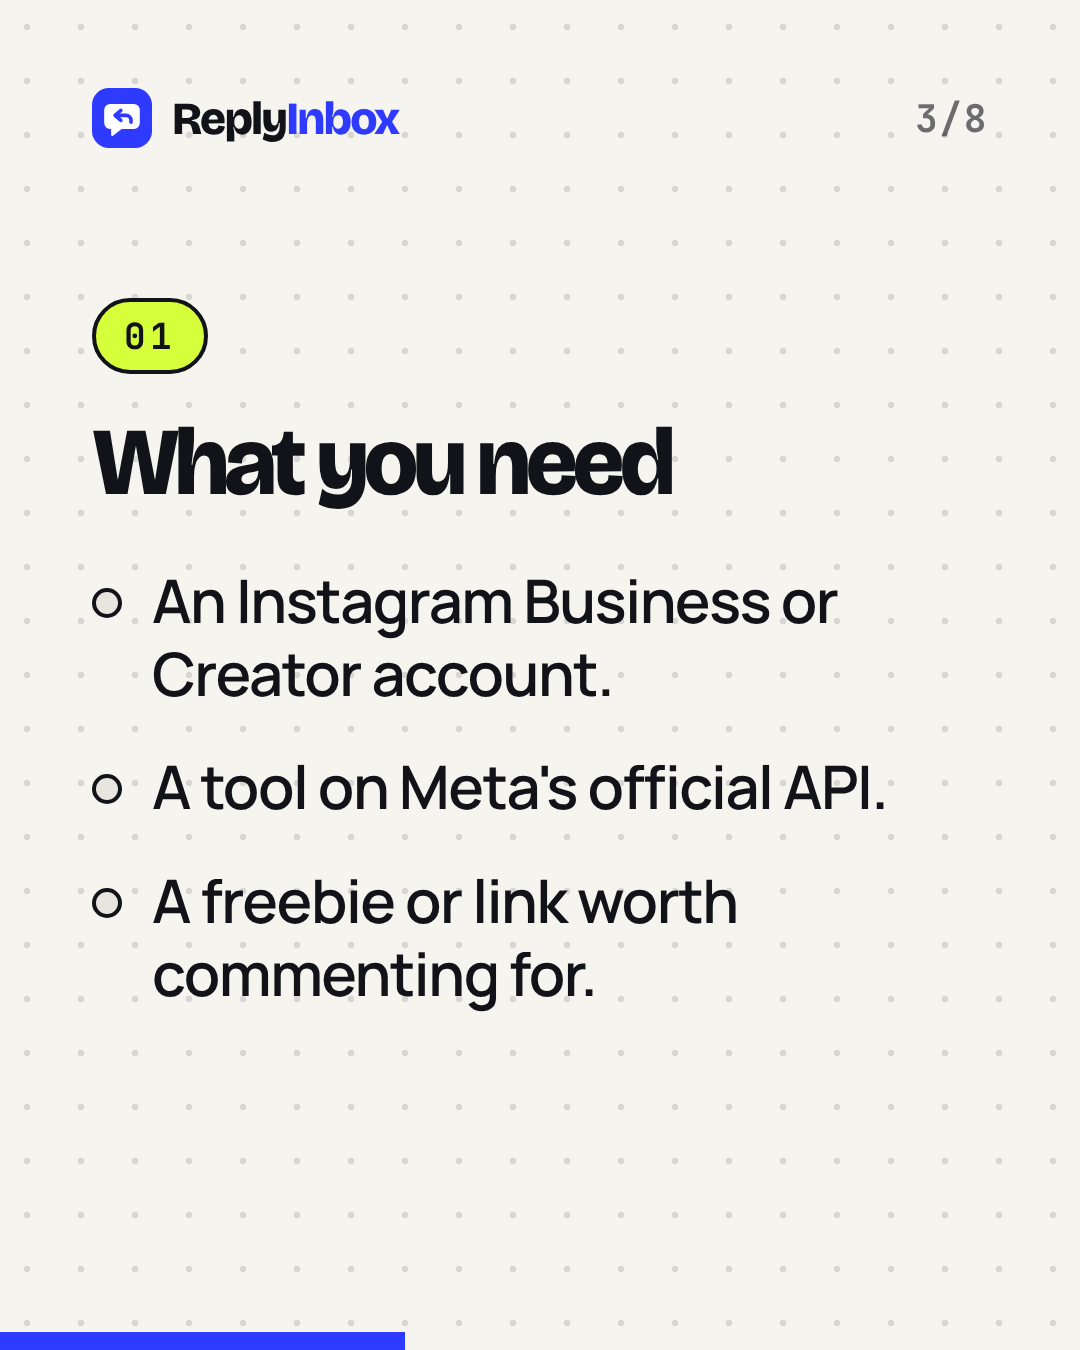 ReplyInbox
3/8
01
What you need
An Instagram Business or
Creator account.
A tool on Meta's official API.
A freebie or link worth
commenting for.